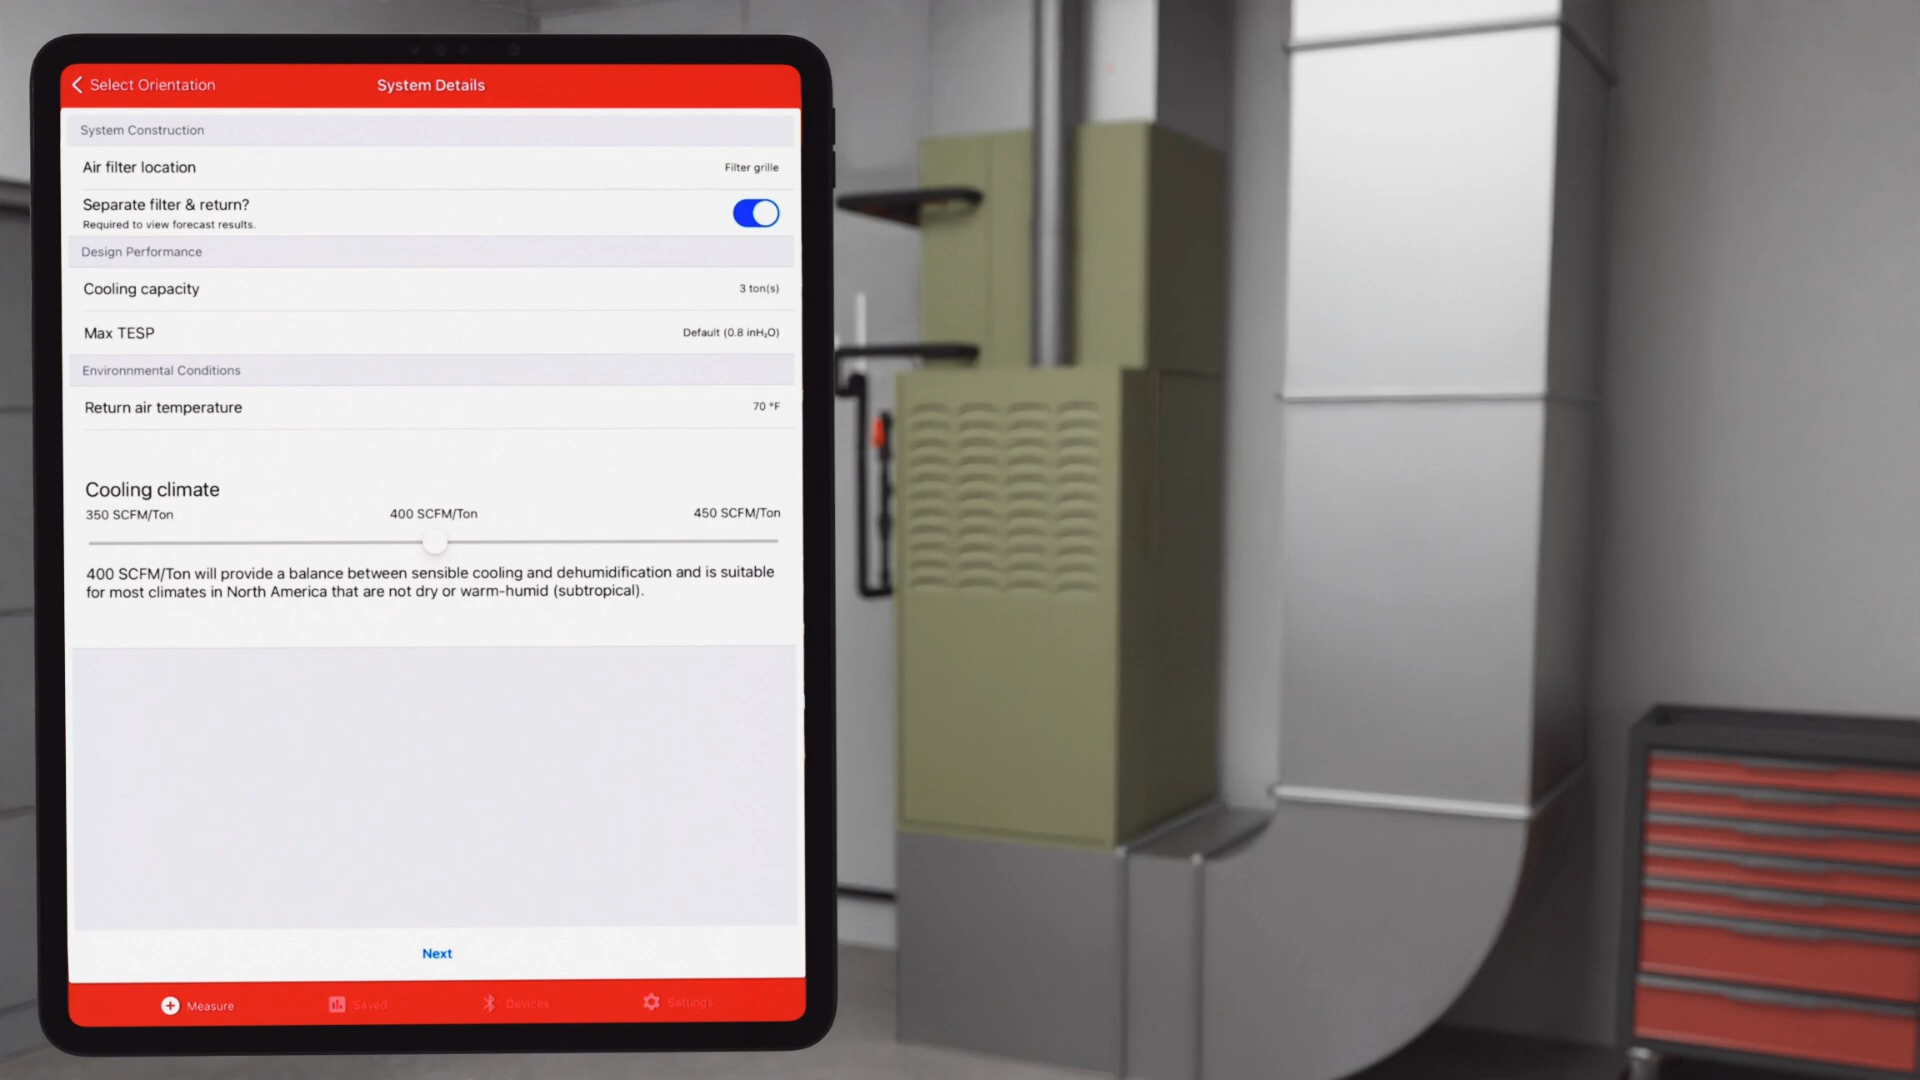 Select Orientation
System Details
System Construction
Air filter location
Filter grille
Separate filter & return?
Required to view forecast results.
Design Performance
Cooling capacity
3 ton(s)
Max TESP
Default (0.8 inH₂O)
Environnmental Conditions
Return air temperature
70 °F
Cooling climate
350 SCFM/Ton
400 SCFM/Ton
450 SCFM/Ton
400 SCFM/Ton will provide a balance between sensible cooling and dehumidification and is suitable
for most climates in North America that are not dry or warm-humid (subtropical).
Next
Measure
Saved
Devices
Settings